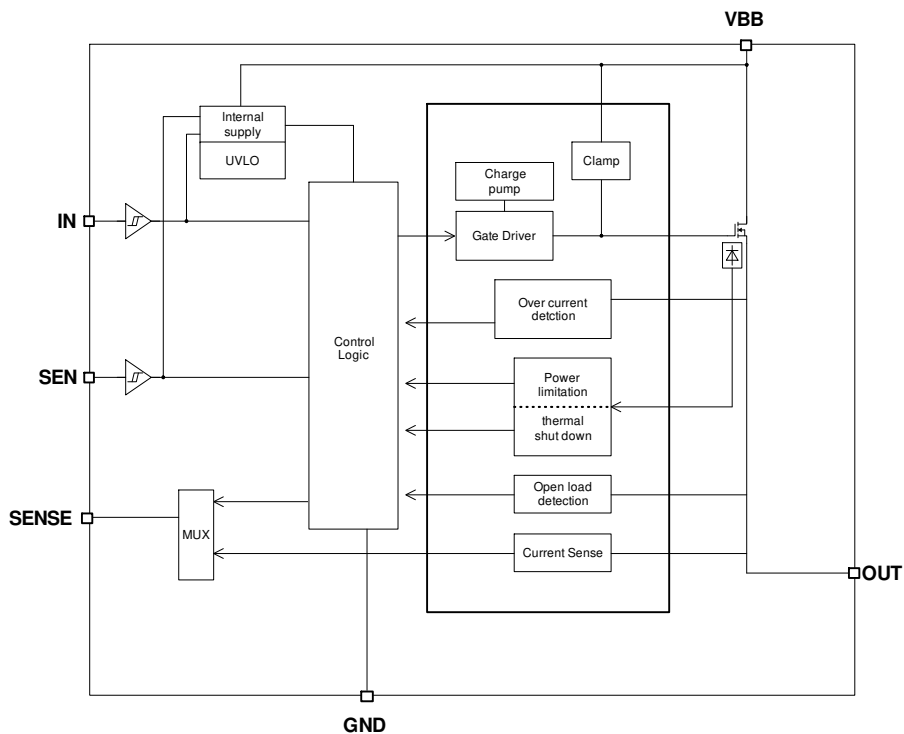 VBB
Internal
supply
UVLO
Clamp
Charge
pump
IN
Gate Driver
Over current
detction
Control
Logic
SEN
Power
limitation
thermal
shut down
Open load
detection
SENSE
MUX
Current Sense
OUT
GND